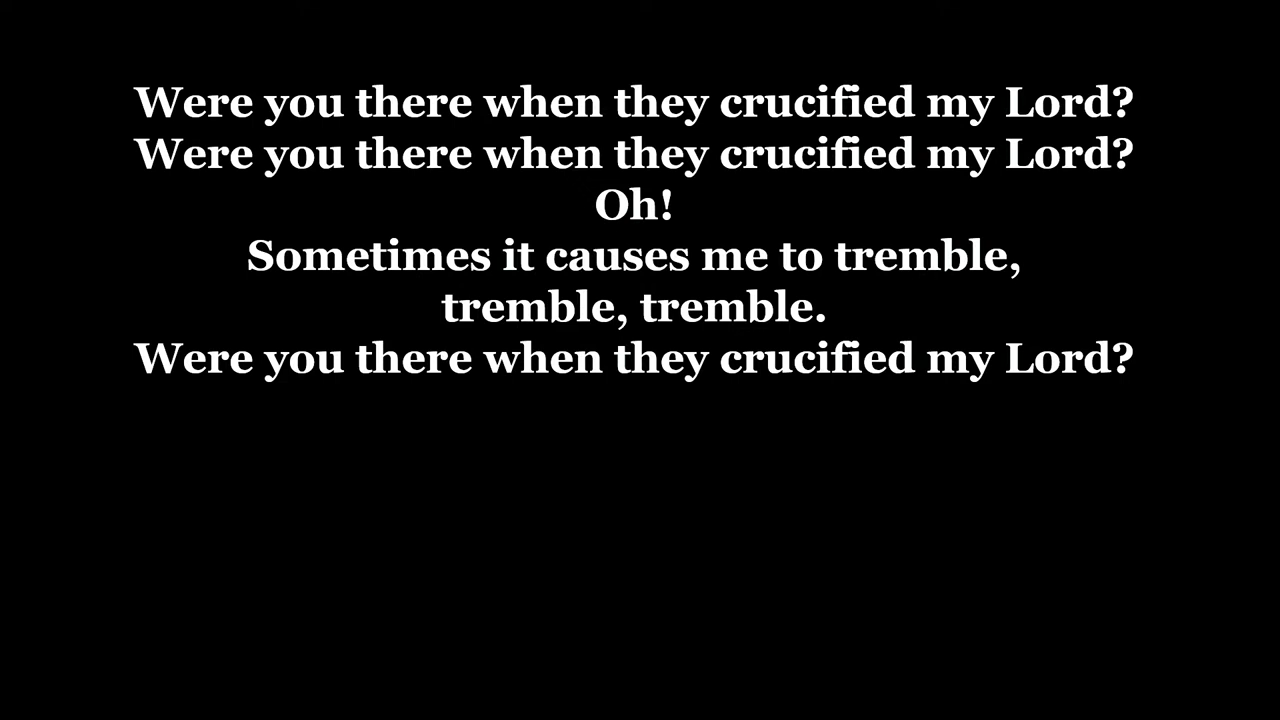 Were you there when they crucified my Lord?
Were you there when they crucified my Lord?
Oh!
Sometimes it causes me to tremble,
tremble, tremble.
Were you there when they crucified my Lord?